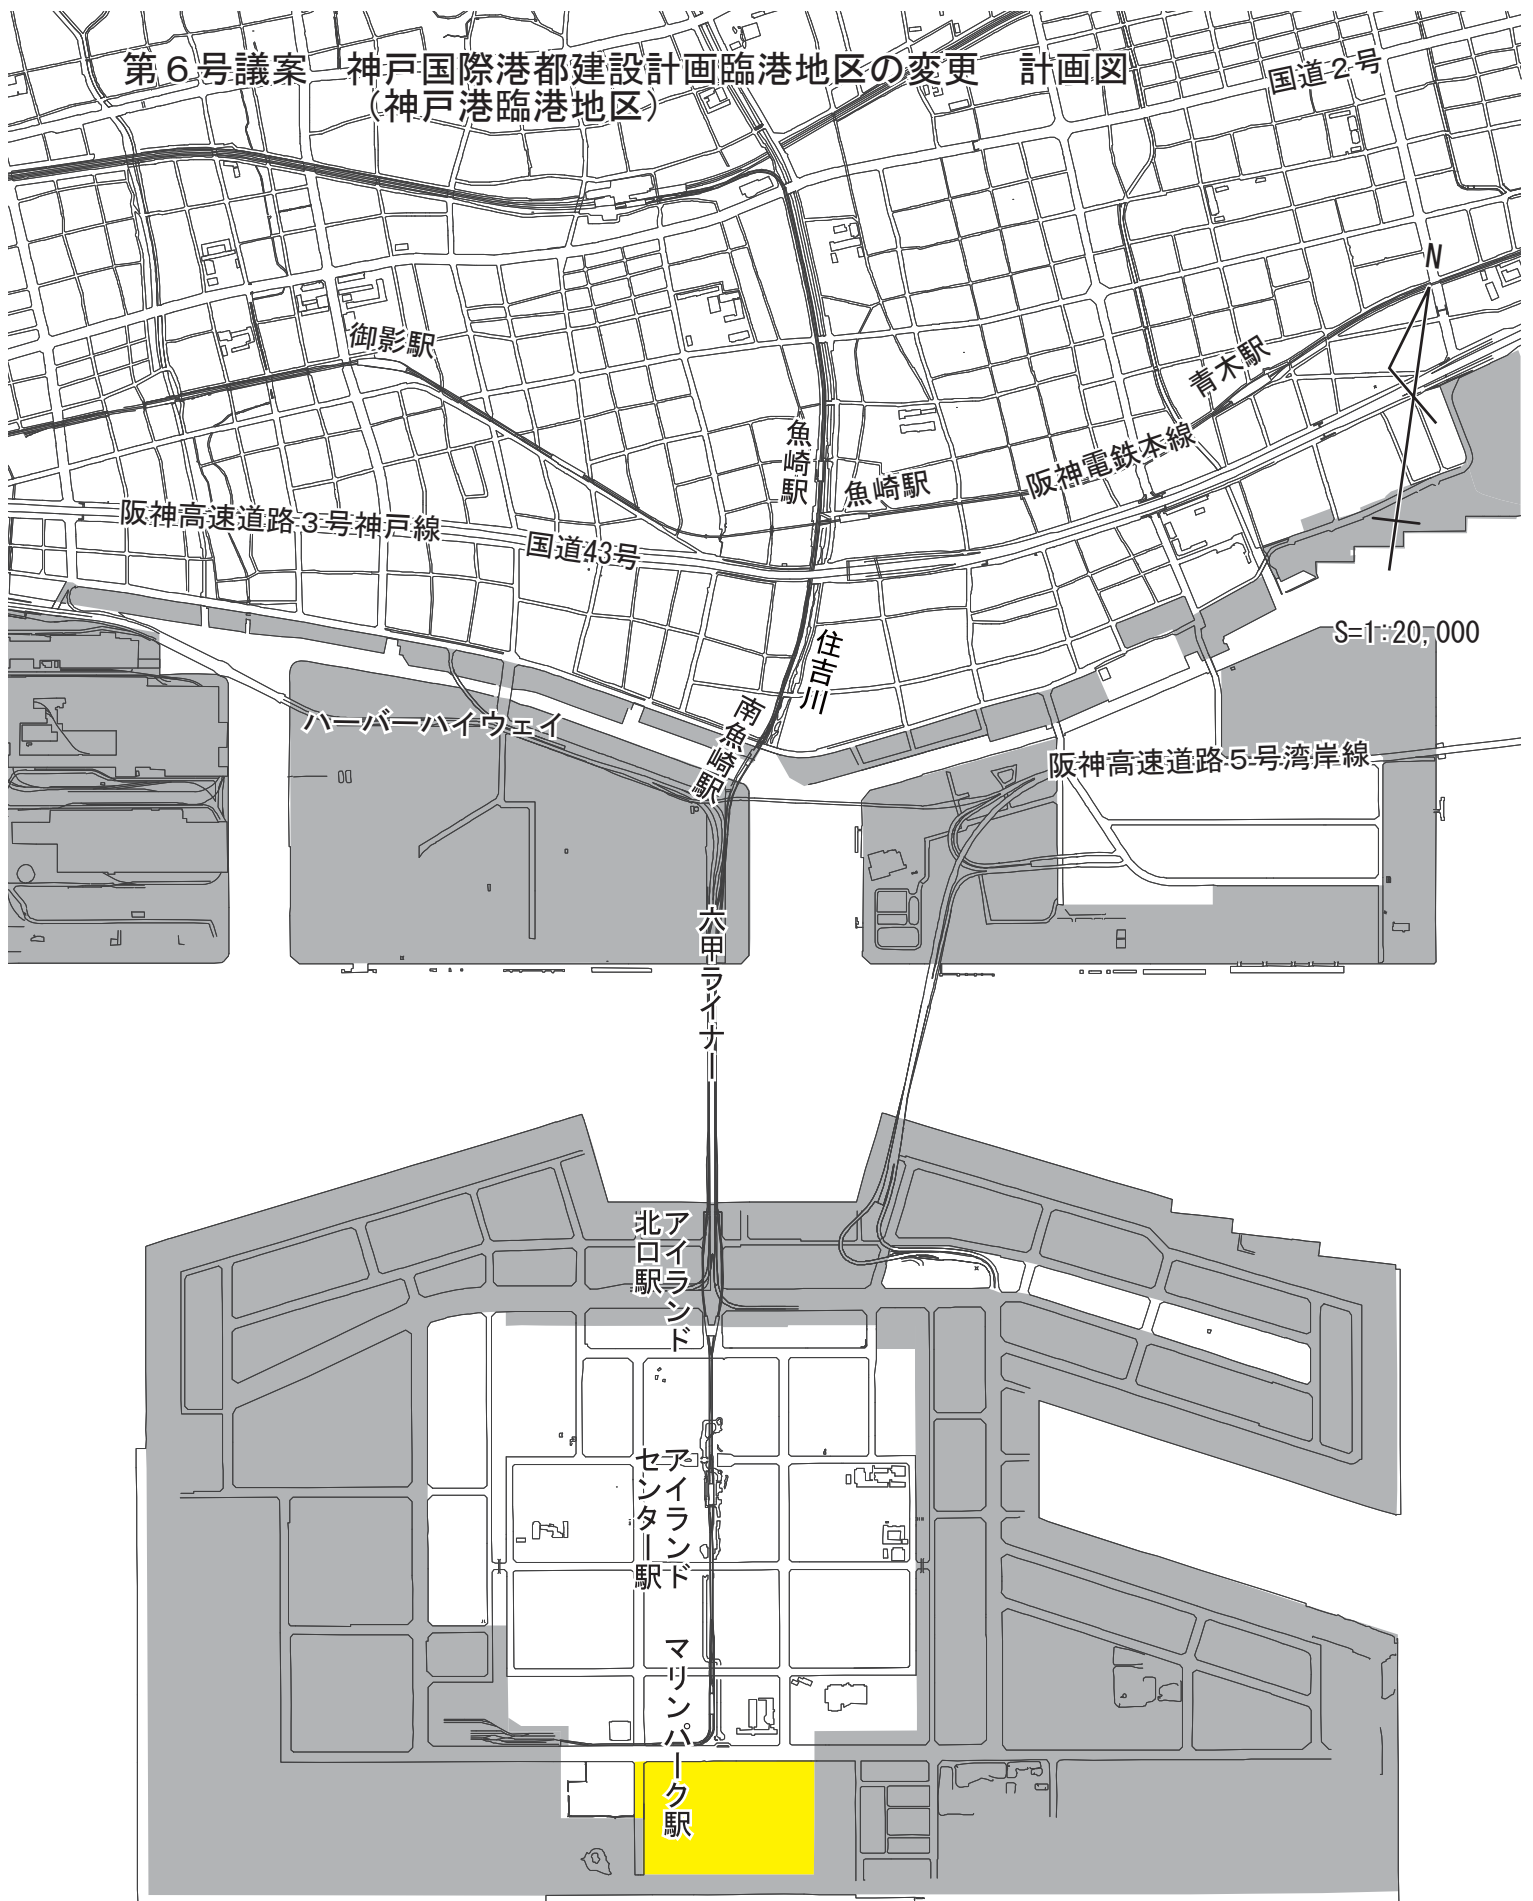 第6号議案　神戸国際港都建設計画臨港地区の変更　計画図
(神戸港臨港地区)
国道2号
N
御影駅
青木駅
魚崎駅
魚崎駅
阪神電鉄本線
阪神高速道路3号神戸線
国道43号
S=1:20,000
住吉川
南魚崎駅
ハーバーハイウェイ
阪神高速道路5号湾岸線
六甲ライナー
アイランド
北口駅
アイランド
センター駅
マリンパーク駅